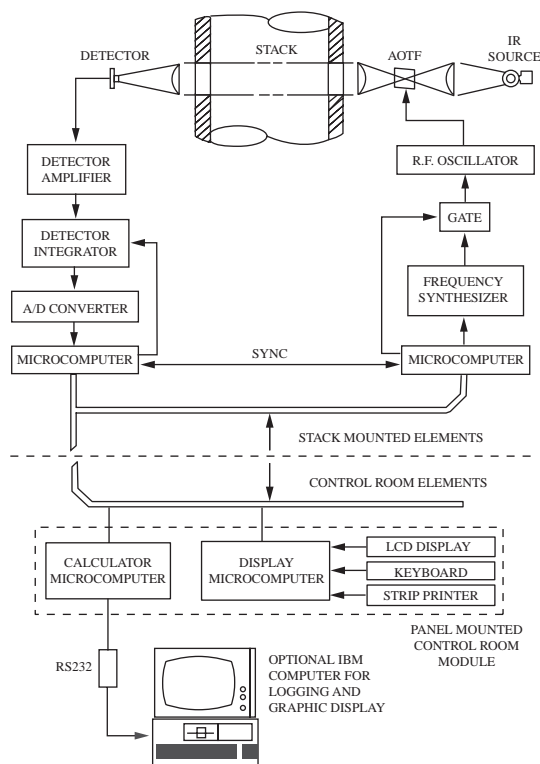 DETECTOR
STACK
AOTF
IR
SOURCE
DETECTOR
AMPLIFIER
R.F. OSCILLATOR
DETECTOR
INTEGRATOR
GATE
A/D CONVERTER
FREQUENCY
SYNTHESIZER
MICROCOMPUTER
SYNC
MICROCOMPUTER
STACK MOUNTED ELEMENTS
CONTROL ROOM ELEMENTS
CALCULATOR
MICROCOMPUTER
DISPLAY
MICROCOMPUTER
LCD DISPLAY
KEYBOARD
STRIP PRINTER
PANEL MOUNTED
CONTROL ROOM
MODULE
RS232
OPTIONAL IBM
COMPUTER FOR
LOGGING AND
GRAPHIC DISPLAY